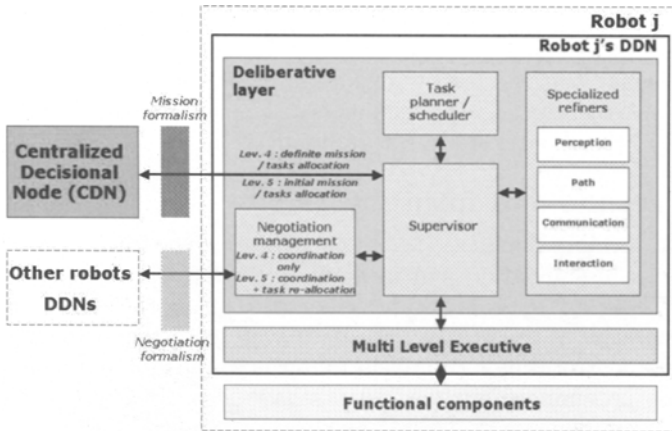 Robot j
Robot j's DDN
Deliberative
layer
Task
planner /
scheduler
Specialized
refiners
Perception
Path
Communication
Interaction
Mission
formalism
Centralized
Decisional
Node (CDN)
Lev. 4 : definite mission
/ tasks allocation
Lev. 5 : initial mission
/ tasks allocation
Supervisor
Negotiation
management
Lev. 4 : coordination
only
Lev. 5 : coordination
+ task re-allocation
Other robots
DDNs
Negotiation
formalism
Multi Level Executive
Functional components